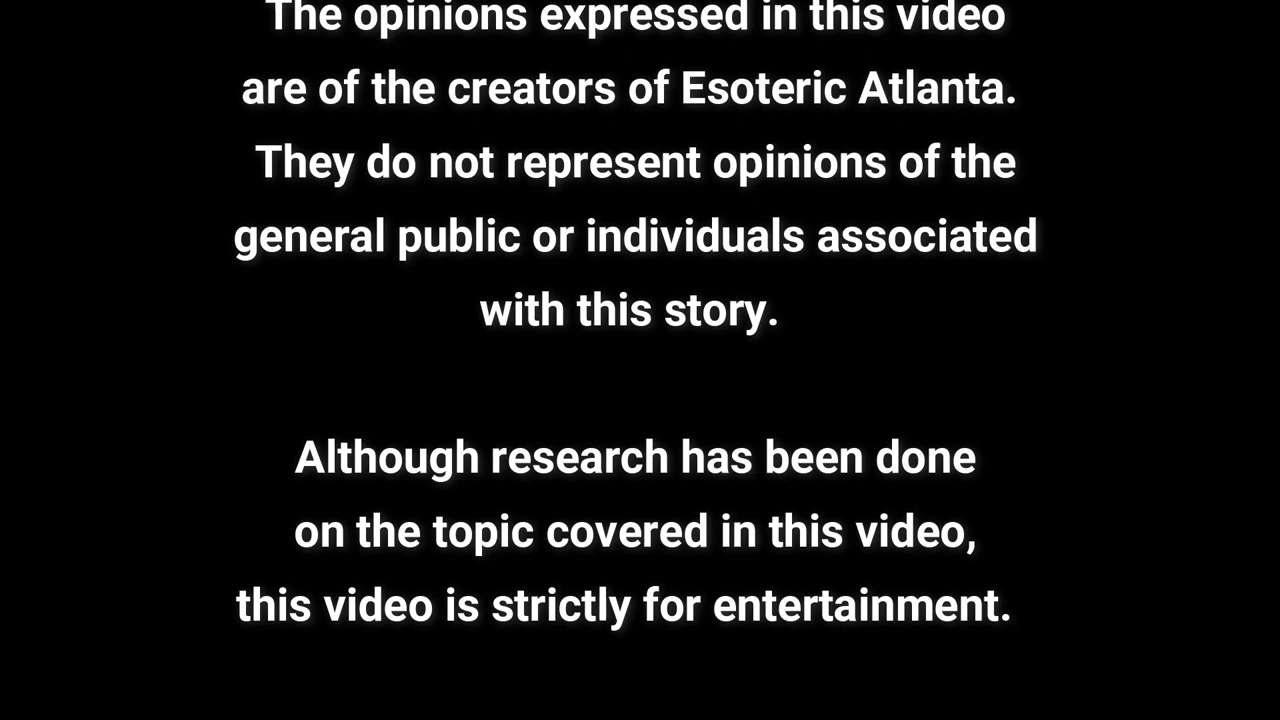 The opinions expressed in this video
are of the creators of Esoteric Atlanta.
They do not represent opinions of the
general public or individuals associated
with this story.
Although research has been done
on the topic covered in this video,
this video is strictly for entertainment.